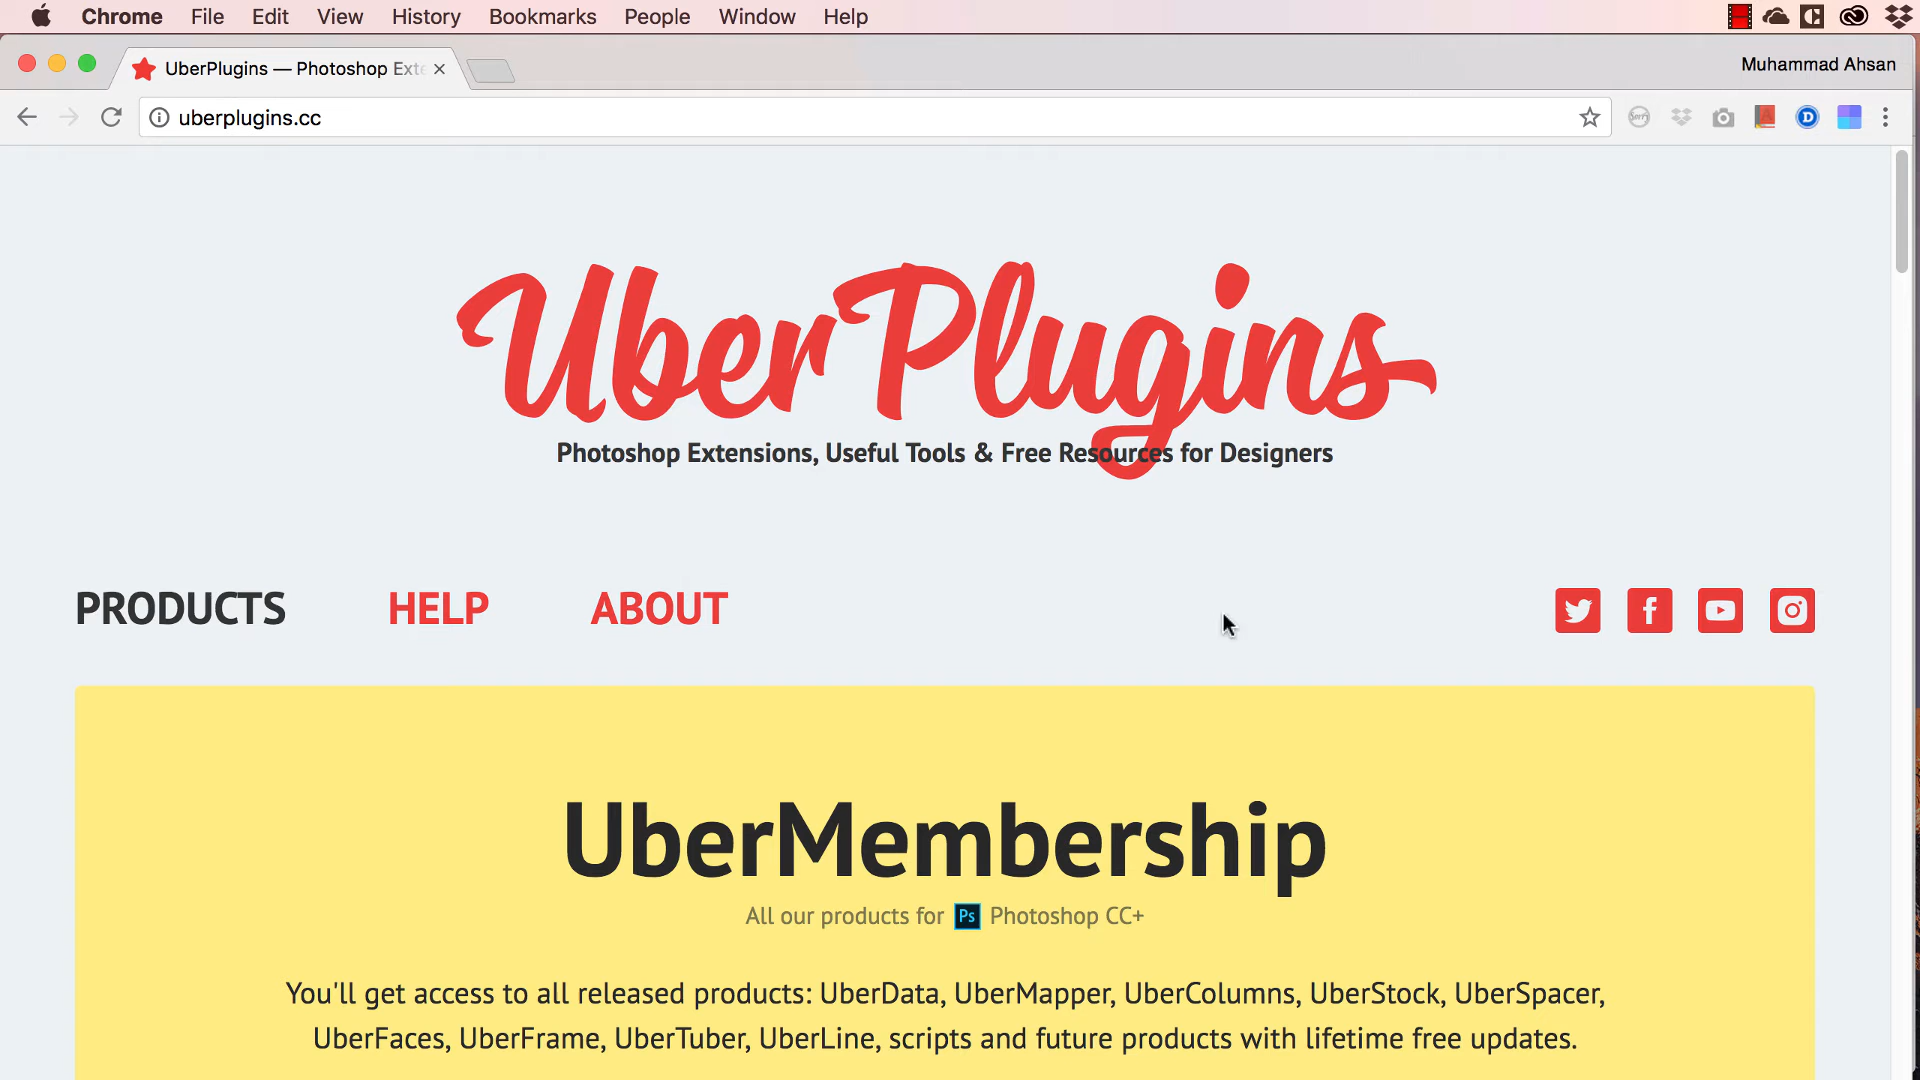 Chrome File Edit View History Bookmarks People Window Help
UberPlugins — Photoshop Ext
Muhammad Ahsan
uberplugins.cc
UberPlugins
Photoshop Extensions, Useful Tools & Free Resources for Designers
PRODUCTS HELP ABOUT
UberMembership
All our products for Ps Photoshop CC+
You'll get access to all released products: UberData, UberMapper, UberColumns, UberStock, UberSpacer,
UberFaces, UberFrame, UberTuber, UberLine, scripts and future products with lifetime free updates.